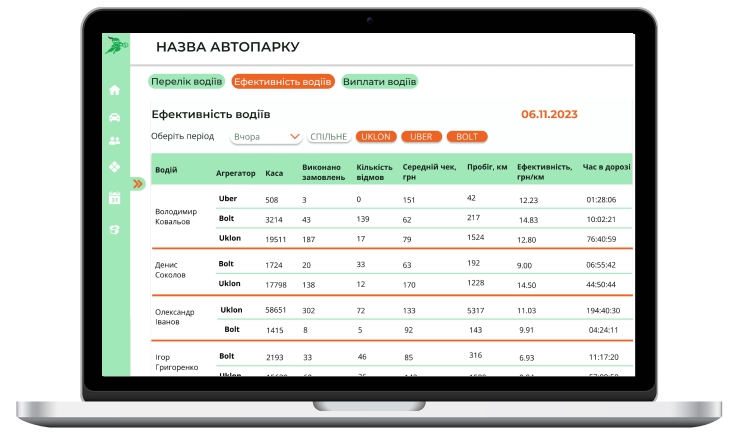 НАЗВА АВТОПАРКУ
Перелік водіїв Ефективність водіїв Виплати водіїв
Ефективність водіїв 06.11.2023
Оберіть період Вчора СПІЛЬНЕ UKLON UBER BOLT
Водій Агрегатор Каса Виконано замовлень Кількість відмов Середній чек, грн Пробіг, км Ефективність, грн/км Час в дорозі
Володимир Ковальов
Uber 508 3 0 151 42 12.23 01:28:06
Bolt 3214 43 139 62 217 14.83 10:02:21
Uklon 19511 187 17 79 1524 12.80 76:40:59
Денис Соколов
Bolt 1724 20 33 63 192 9.00 06:55:42
Uklon 17798 138 12 170 1228 14.50 44:50:44
Олександр Іванов
Uklon 58651 302 72 133 5317 11.03 194:40:30
Bolt 1415 8 5 92 143 9.91 04:24:11
Ігор Григоренко
Bolt 2193 33 46 85 316 6.93 11:17:20
Uklon